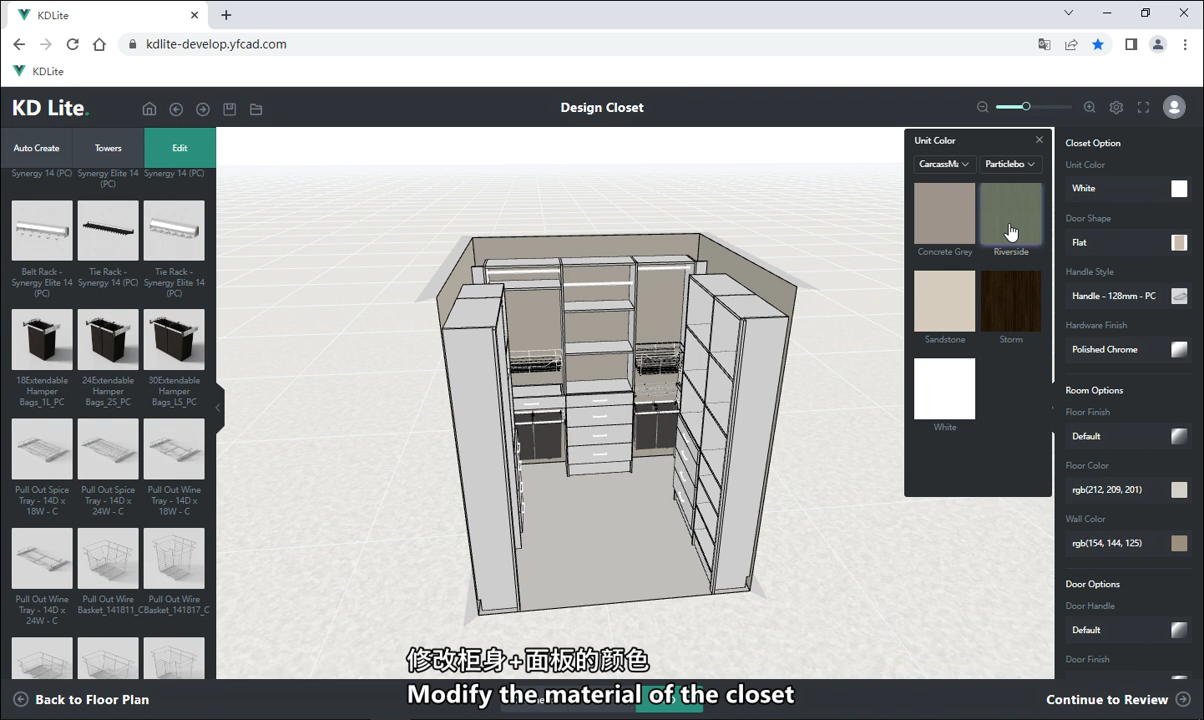 KDLite
kdlite-develop.yfcad.com
KDLite
KD Lite.
Design Closet
Auto Create
Towers
Edit
Synergy 14 (PC)
Synergy Elite 14 (PC)
Synergy 14 (PC)
Belt Rack - Synergy Elite 14 (PC)
Tie Rack - Synergy 14 (PC)
Tie Rack - Synergy Elite 14 (PC)
18Extendable Hamper Bags_1L_PC
24Extendable Hamper Bags_2S_PC
30Extendable Hamper Bags_LS_PC
Pull Out Spice Tray - 14D x 18W - C
Pull Out Spice Tray - 14D x 24W - C
Pull Out Wine Tray - 14D x 18W - C
Pull Out Wine Tray - 14D x 24W - C
Pull Out Wire Basket_141811_C
Pull Out Wire Basket_141817_C
Unit Color
CarcassMa
Particlebo
Concrete Grey
Riverside
Sandstone
Storm
White
Closet Option
Unit Color
White
Door Shape
Flat
Handle Style
Handle - 128mm - PC
Hardware Finish
Polished Chrome
Room Options
Floor Finish
Default
Floor Color
rgb(212, 209, 201)
Wall Color
rgb(154, 144, 125)
Door Options
Door Handle
Default
Door Finish
修改柜身+面板的颜色
Modify the material of the closet
Back to Floor Plan
Continue to Review